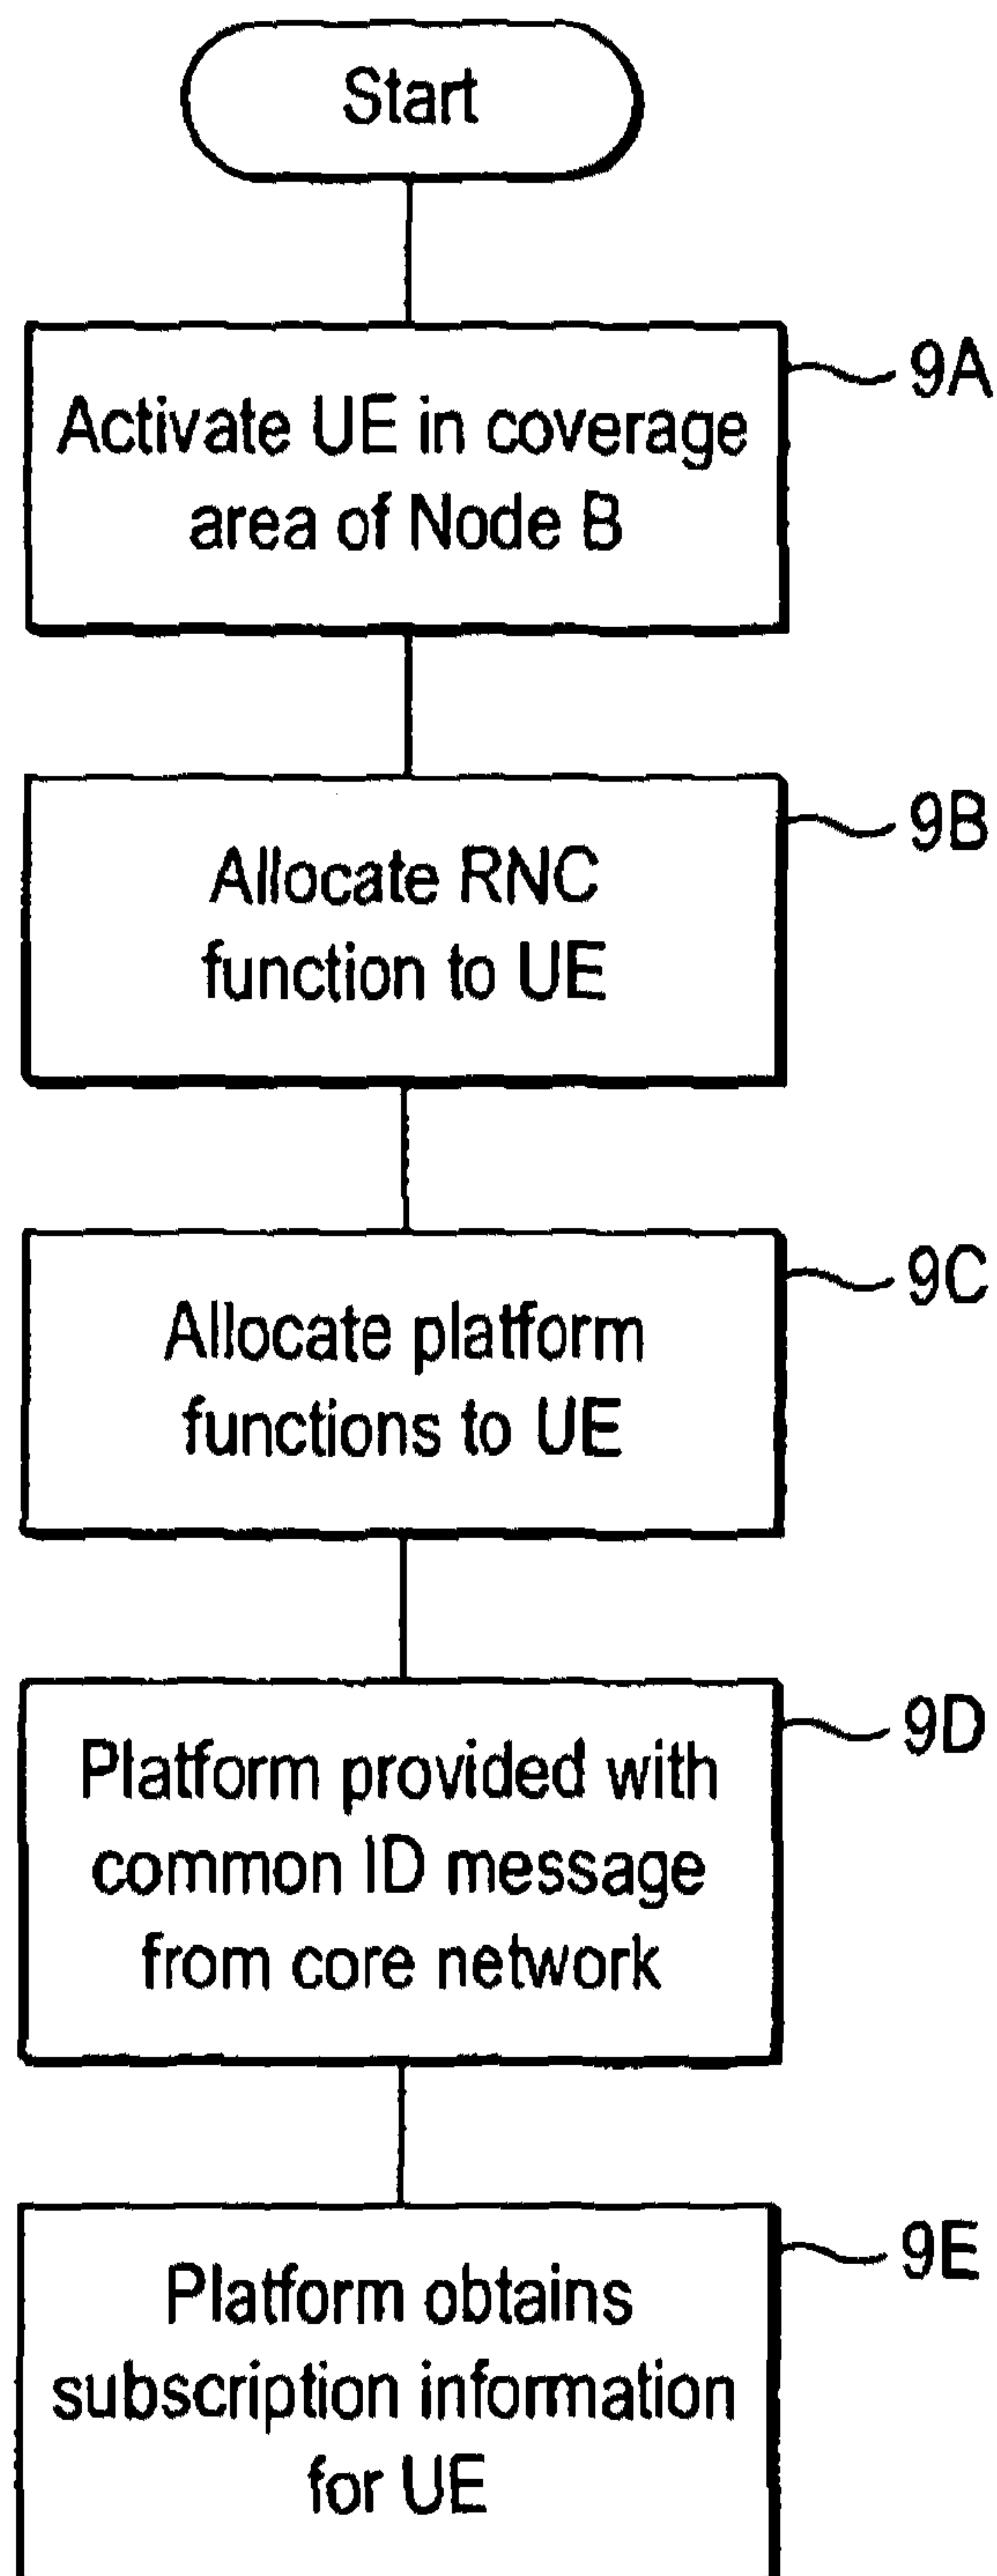 Start
Activate UE in coverage
area of Node B
9A
Allocate RNC
function to UE
9B
Allocate platform
functions to UE
9C
Platform provided with
common ID message
from core network
9D
Platform obtains
subscription information
for UE
9E